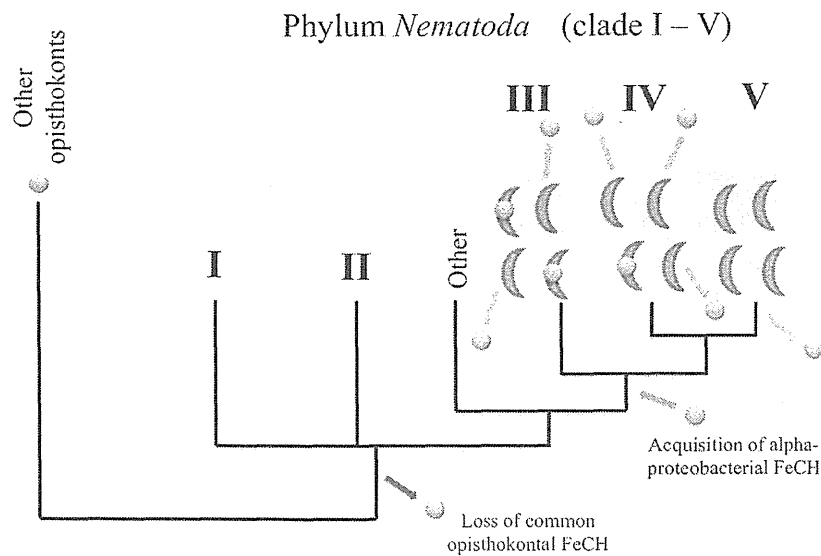 Phylum Nematoda (clade I – V)
Other
opisthokonts
III IV V
I II Other
Acquisition of alpha-
proteobacterial FeCH
Loss of common
opisthokontal FeCH